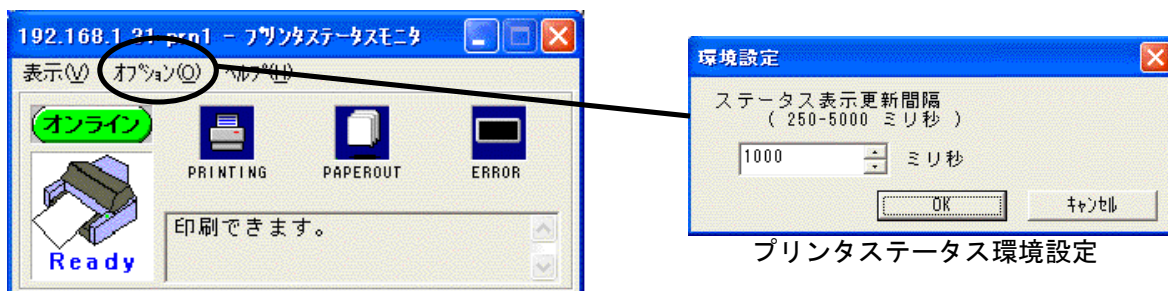 192.168.1.31-prn1 - プリンタステータスモニタ
表示(V) オプション(O) ヘルプ(H)
オンライン
PRINTING PAPEROUT ERROR
印刷できます。
Ready
環境設定
ステータス表示更新間隔
( 250-5000 ミリ秒 )
1000 ミリ秒
OK キャンセル
プリンタステータス環境設定